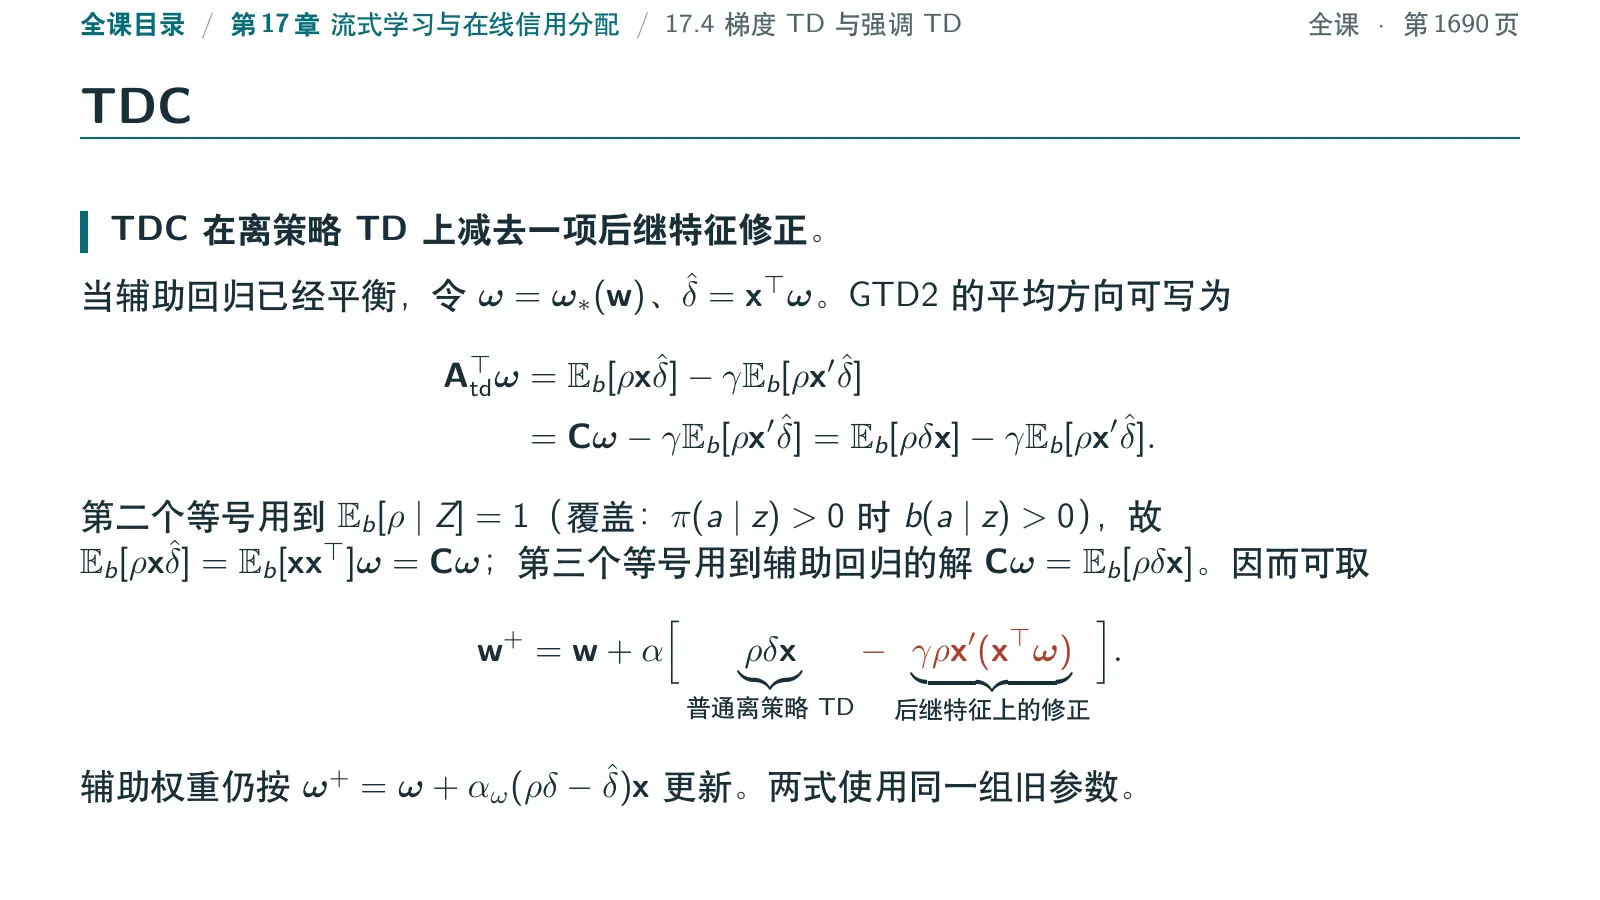 全课目录 / 第 17 章 流式学习与在线信用分配 / 17.4 梯度 TD 与强调 TD
全课 · 第 1690 页
TDC
TDC 在离策略 TD 上减去一项后继特征修正。
当辅助回归已经平衡，令 ω = ω∗(w)、δ̂ = x⊤ω。GTD2 的平均方向可写为
A⊤td ω = 𝔼b[ρxδ̂] − γ𝔼b[ρx′δ̂]
= Cω − γ𝔼b[ρx′δ̂] = 𝔼b[ρδx] − γ𝔼b[ρx′δ̂].
第二个等号用到 𝔼b[ρ | Z] = 1（覆盖：π(a | z) > 0 时 b(a | z) > 0），故
𝔼b[ρxδ̂] = 𝔼b[xx⊤]ω = Cω；第三个等号用到辅助回归的解 Cω = 𝔼b[ρδx]。因而可取
w⁺ = w + α[ ρδx − γρx′(x⊤ω) ].
普通离策略 TD 后继特征上的修正
辅助权重仍按 ω⁺ = ω + αω(ρδ − δ̂)x 更新。两式使用同一组旧参数。